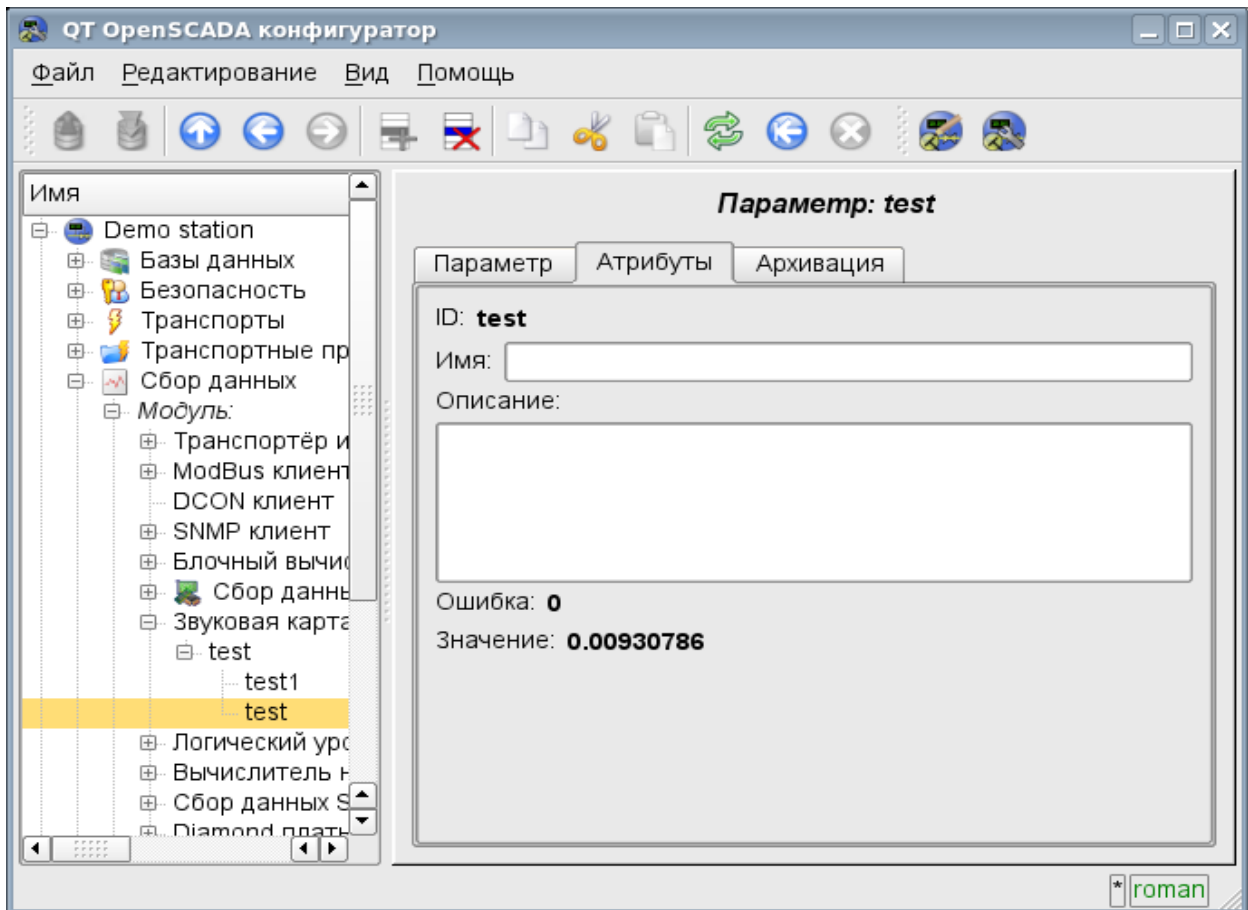 QT OpenSCADA конфигуратор
Файл Редактирование Вид Помощь
Имя
Demo station
Базы данных
Безопасность
Транспорты
Транспортные пр
Сбор данных
Модуль:
Транспортёр и
ModBus клиент
DCON клиент
SNMP клиент
Блочный вычис
Сбор данны
Звуковая карта
test
test1
test
Логический уро
Вычислитель н
Сбор данных S
Diamond платы
Параметр: test
Параметр Атрибуты Архивация
ID: test
Имя:
Описание:
Ошибка: 0
Значение: 0.00930786
* roman